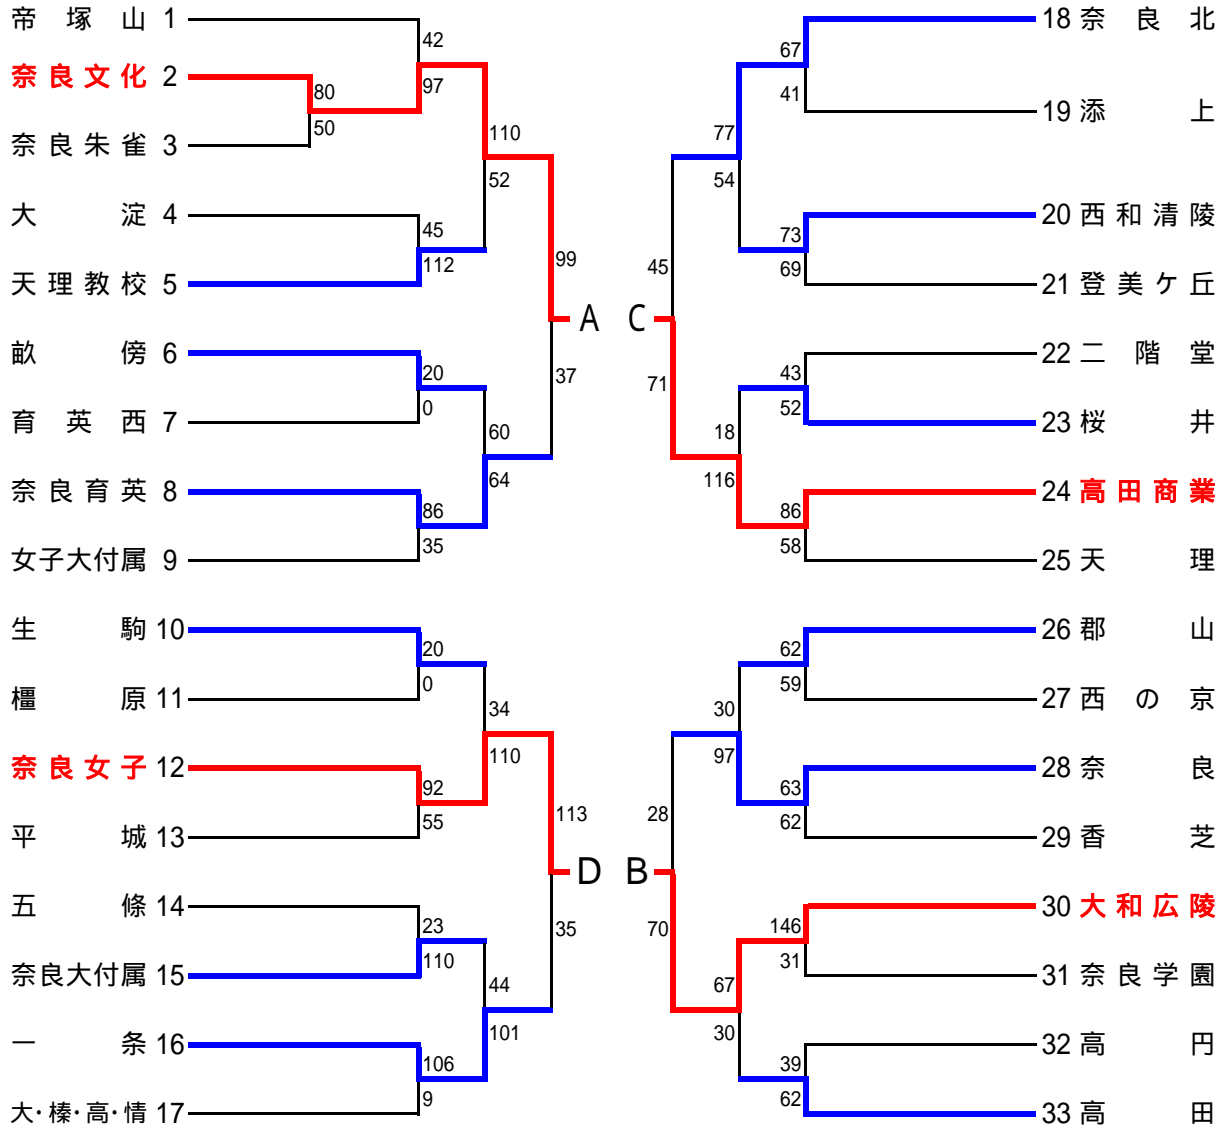 帝塚山 1
42
奈良文化 2
80
97
50
奈良朱雀 3
110
52
大淀 4
45
112
天理教校 5
99
A
畝傍 6
20
37
0
育英西 7
60
64
奈良育英 8
86
35
女子大付属 9
生駒 10
20
0
橿原 11
34
110
奈良女子 12
92
55
113
平城 13
D
五條 14
23
35
110
奈良大付属 15
44
101
一条 16
106
9
大・榛・高・情 17
18 奈良北
67
41
19 添上
77
54
20 西和清陵
73
69
45
21 登美ケ丘
C
22 二階堂
43
71
52
23 桜井
18
116
24 高田商業
86
58
25 天理
26 郡山
62
59
27 西の京
30
97
28 奈良
63
28
62
29 香芝
B
30 大和広陵
146
70
31
31 奈良学園
67
30
32 高円
39
62
33 高田